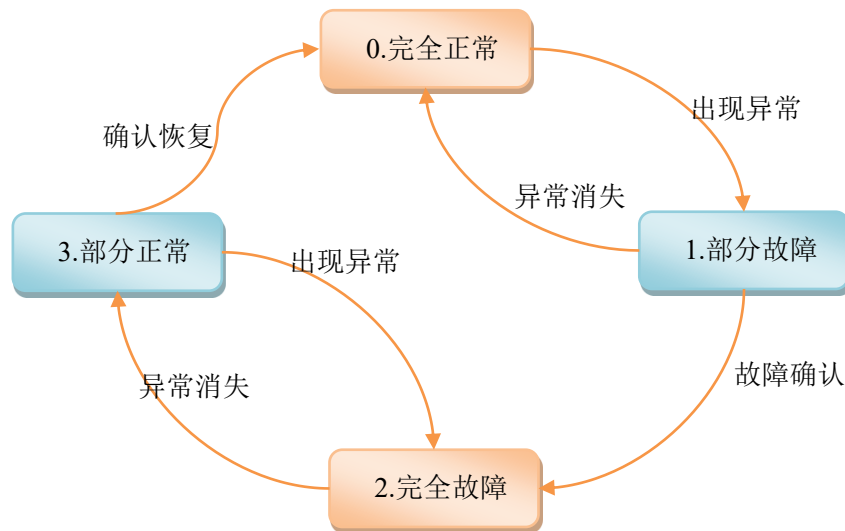 0.完全正常
出现异常
确认恢复
异常消失
3.部分正常
出现异常
1.部分故障
异常消失
故障确认
2.完全故障